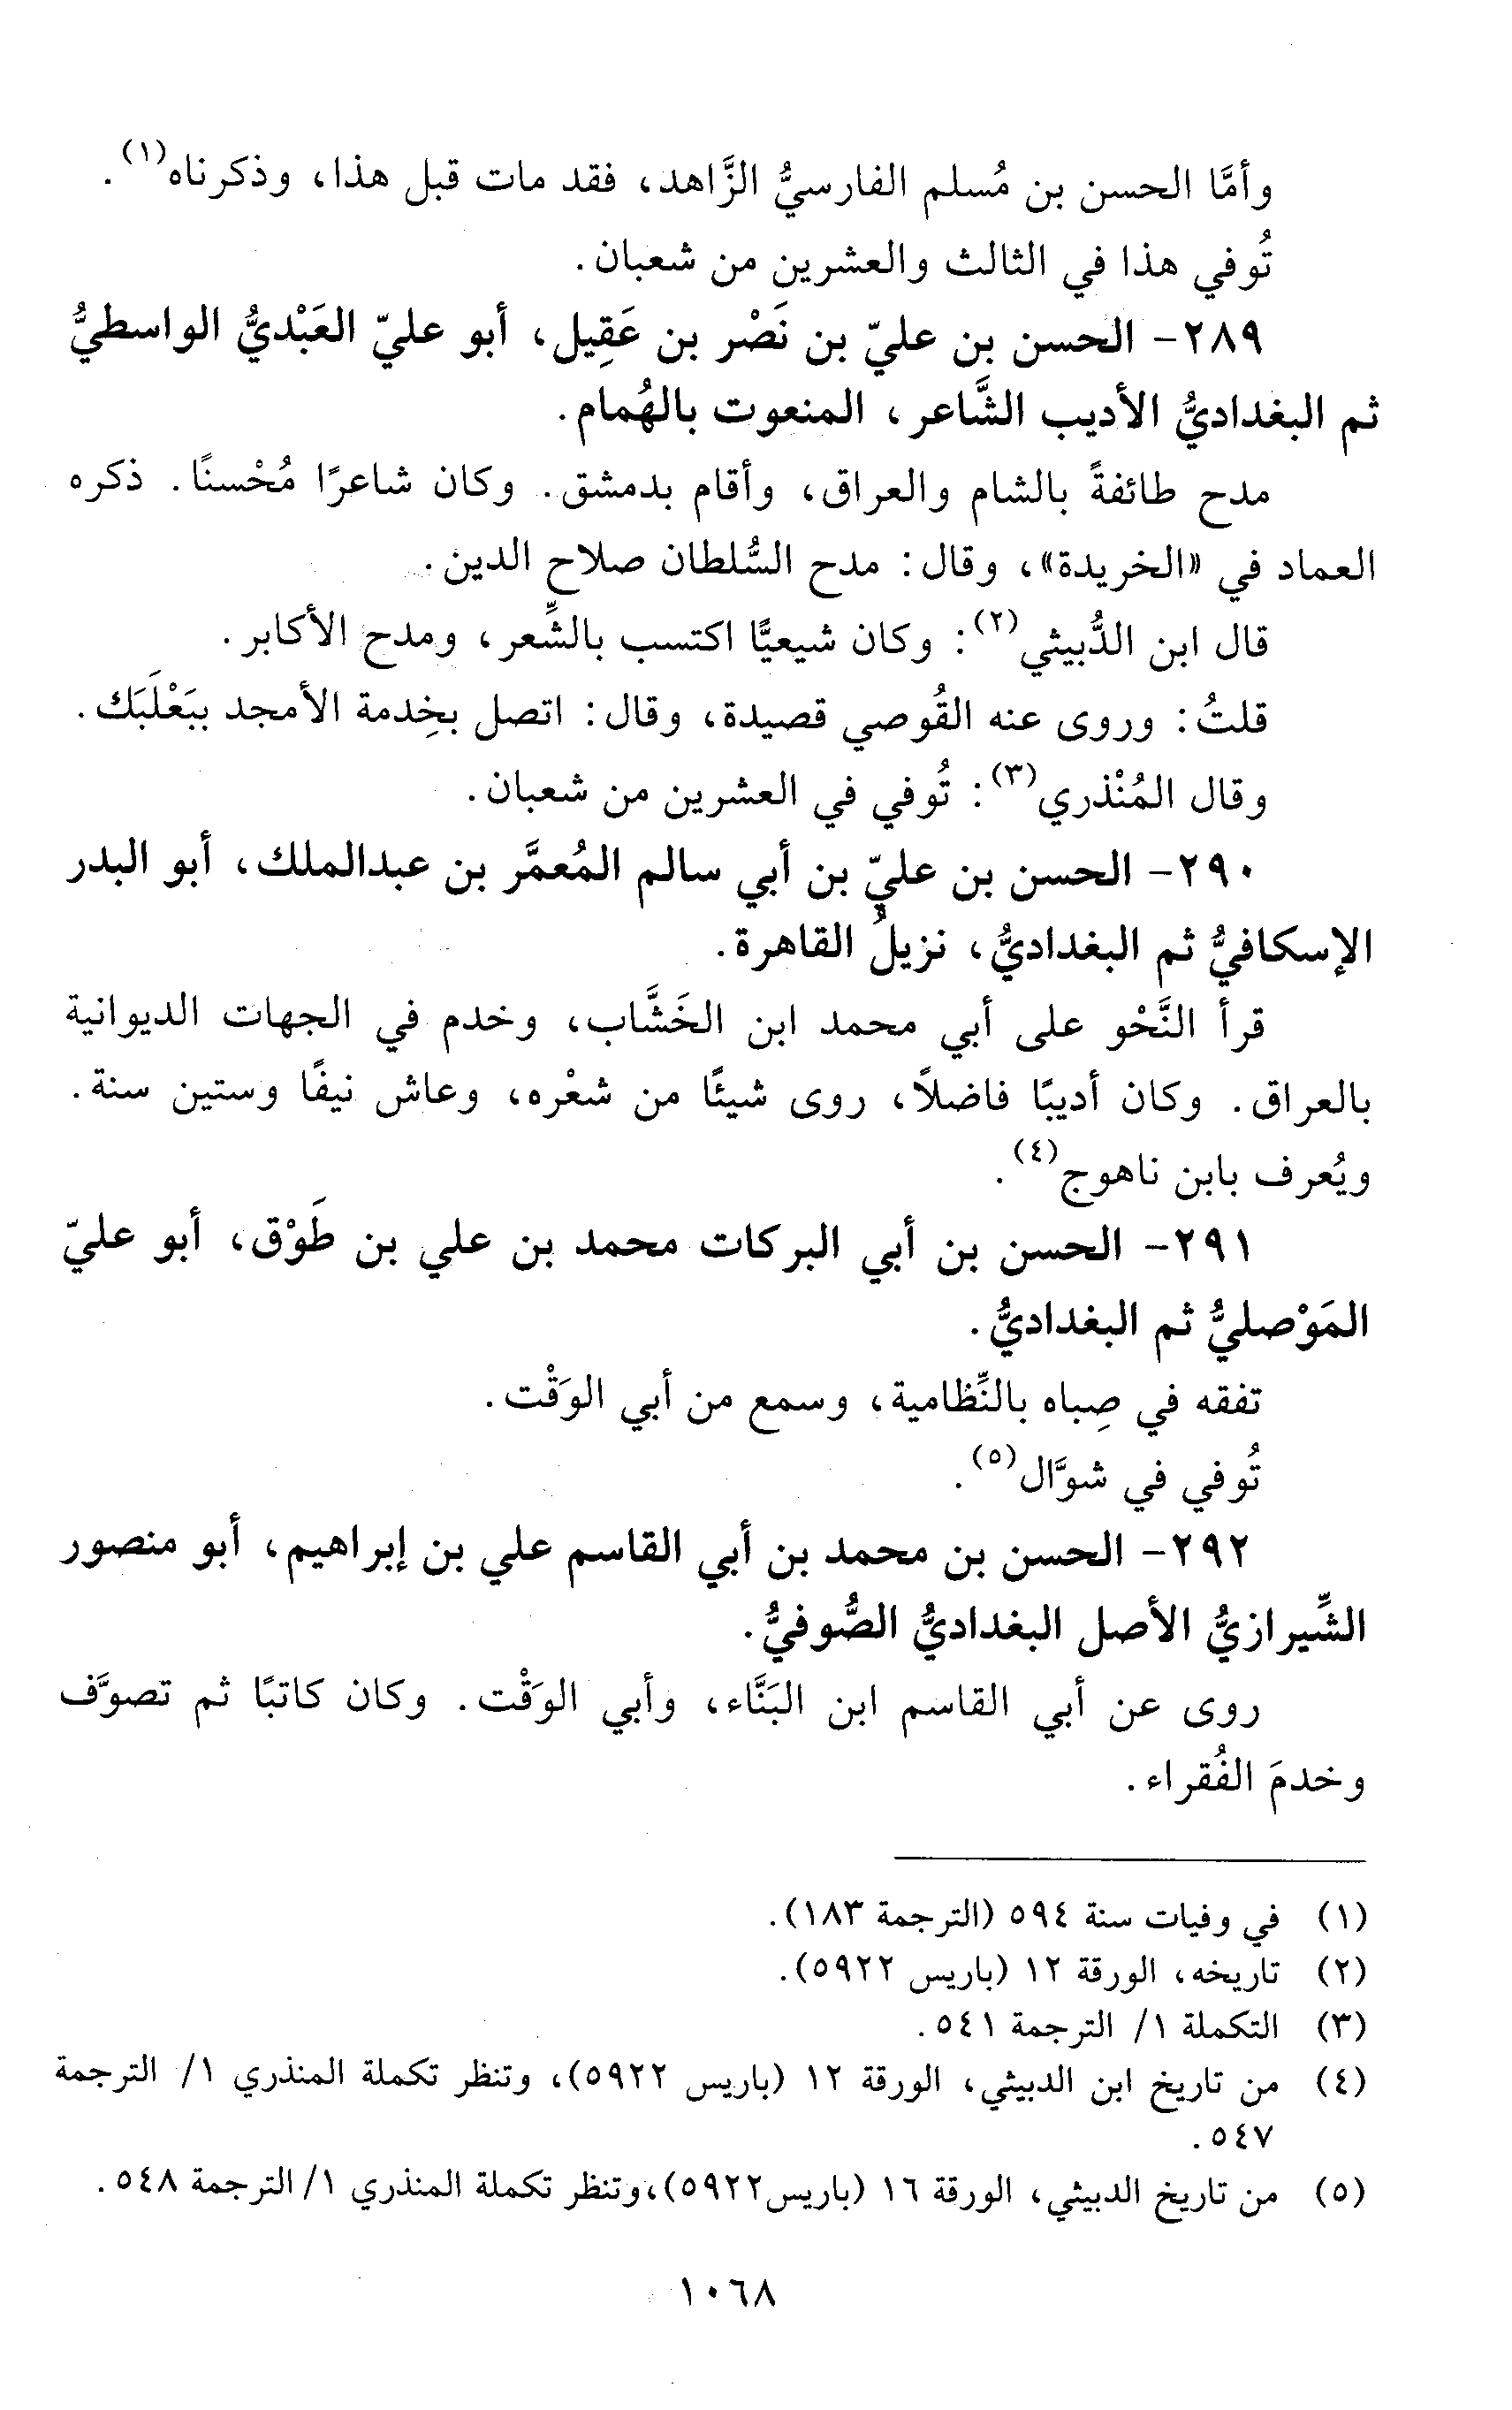 وأمَّا الحسن بن مُسلم الفارسيُّ الزَّاهد، فقد مات قبل هذا، وذكرناه(١).
تُوفي هذا في الثالث والعشرين من شعبان.
٢٨٩- الحسن بن عليّ بن نَصْر بن عَقِيل، أبو عليّ العَبْديُّ الواسطيُّ
ثم البغداديُّ الأديب الشَّاعر، المنعوت بالهُمام.
مدح طائفةً بالشام والعراق، وأقام بدمشق. وكان شاعرًا مُحْسنًا. ذكره
العماد في «الخريدة»، وقال: مدح السُّلطان صلاح الدين.
قال ابن الدُّبيثي(٢): وكان شيعيًّا اكتسب بالشِّعر، ومدح الأكابر.
قلتُ: وروى عنه القُوصي قصيدة، وقال: اتصل بخِدمة الأمجد ببَعْلَبَك.
وقال المُنْذري(٣): تُوفي في العشرين من شعبان.
٢٩٠- الحسن بن عليّ بن أبي سالم المُعمَّر بن عبدالملك، أبو البدر
الإسكافيُّ ثم البغداديُّ، نزيلُ القاهرة.
قرأ النَّحْو على أبي محمد ابن الخَشَّاب، وخدم في الجهات الديوانية
بالعراق. وكان أديبًا فاضلاً، روى شيئًا من شعْره، وعاش نيفًا وستين سنة.
ويُعرف بابن ناهوج(٤).
٢٩١- الحسن بن أبي البركات محمد بن علي بن طَوْق، أبو عليّ
المَوْصليُّ ثم البغداديُّ.
تفقه في صِباه بالنِّظامية، وسمع من أبي الوَقْت.
تُوفي في شوَّال(٥).
٢٩٢- الحسن بن محمد بن أبي القاسم علي بن إبراهيم، أبو منصور
الشِّيرازيُّ الأصل البغداديُّ الصُّوفيُّ.
روى عن أبي القاسم ابن البَنَّاء، وأبي الوَقْت. وكان كاتبًا ثم تصوَّف
وخدمَ الفُقراء.
(١) في وفيات سنة ٥٩٤ (الترجمة ١٨٣).
(٢) تاريخه، الورقة ١٢ (باريس ٥٩٢٢).
(٣) التكملة ١/ الترجمة ٥٤١.
(٤) من تاريخ ابن الدبيثي، الورقة ١٢ (باريس ٥٩٢٢)، وتنظر تكملة المنذري ١/ الترجمة
٥٤٧.
(٥) من تاريخ الدبيثي، الورقة ١٦ (باريس٥٩٢٢)،وتنظر تكملة المنذري ١/ الترجمة ٥٤٨.
١٠٦٨